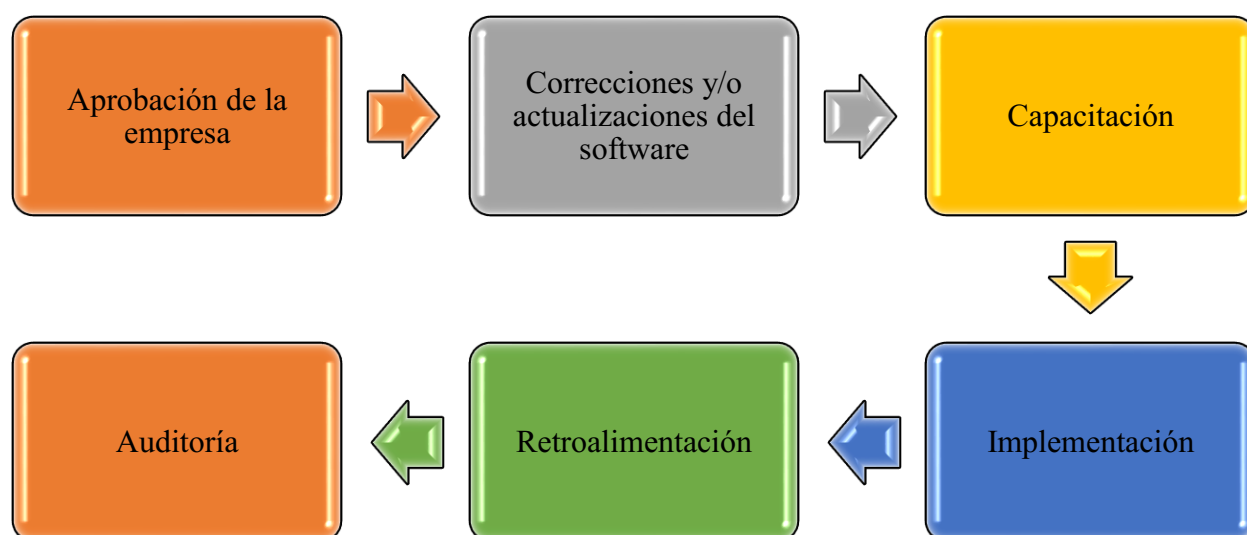 Aprobación de la
empresa
Correcciones y/o
actualizaciones del
software
Capacitación
Implementación
Retroalimentación
Auditoría